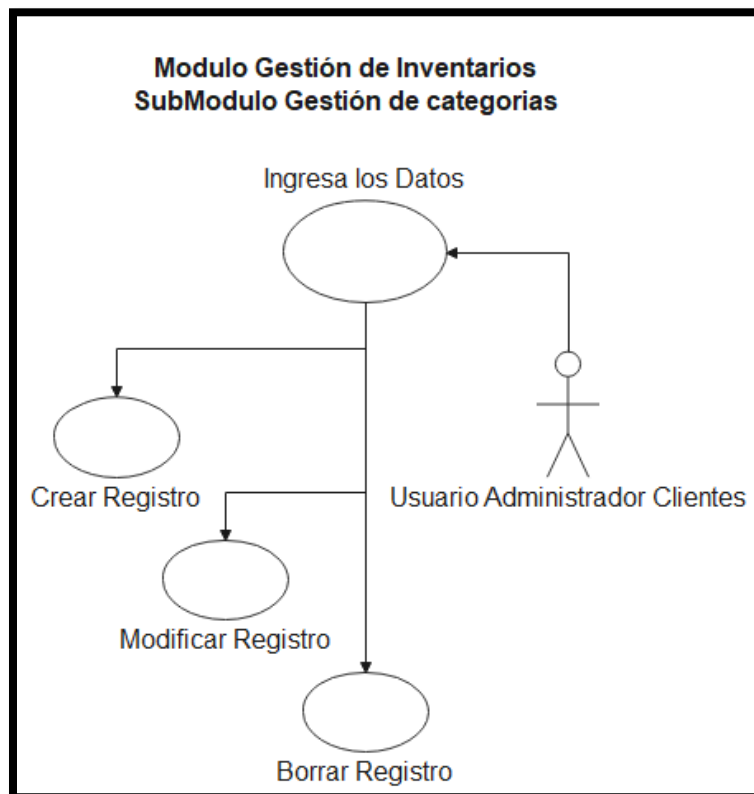 Modulo Gestión de Inventarios
SubModulo Gestión de categorias
Ingresa los Datos
Crear Registro
Usuario Administrador Clientes
Modificar Registro
Borrar Registro